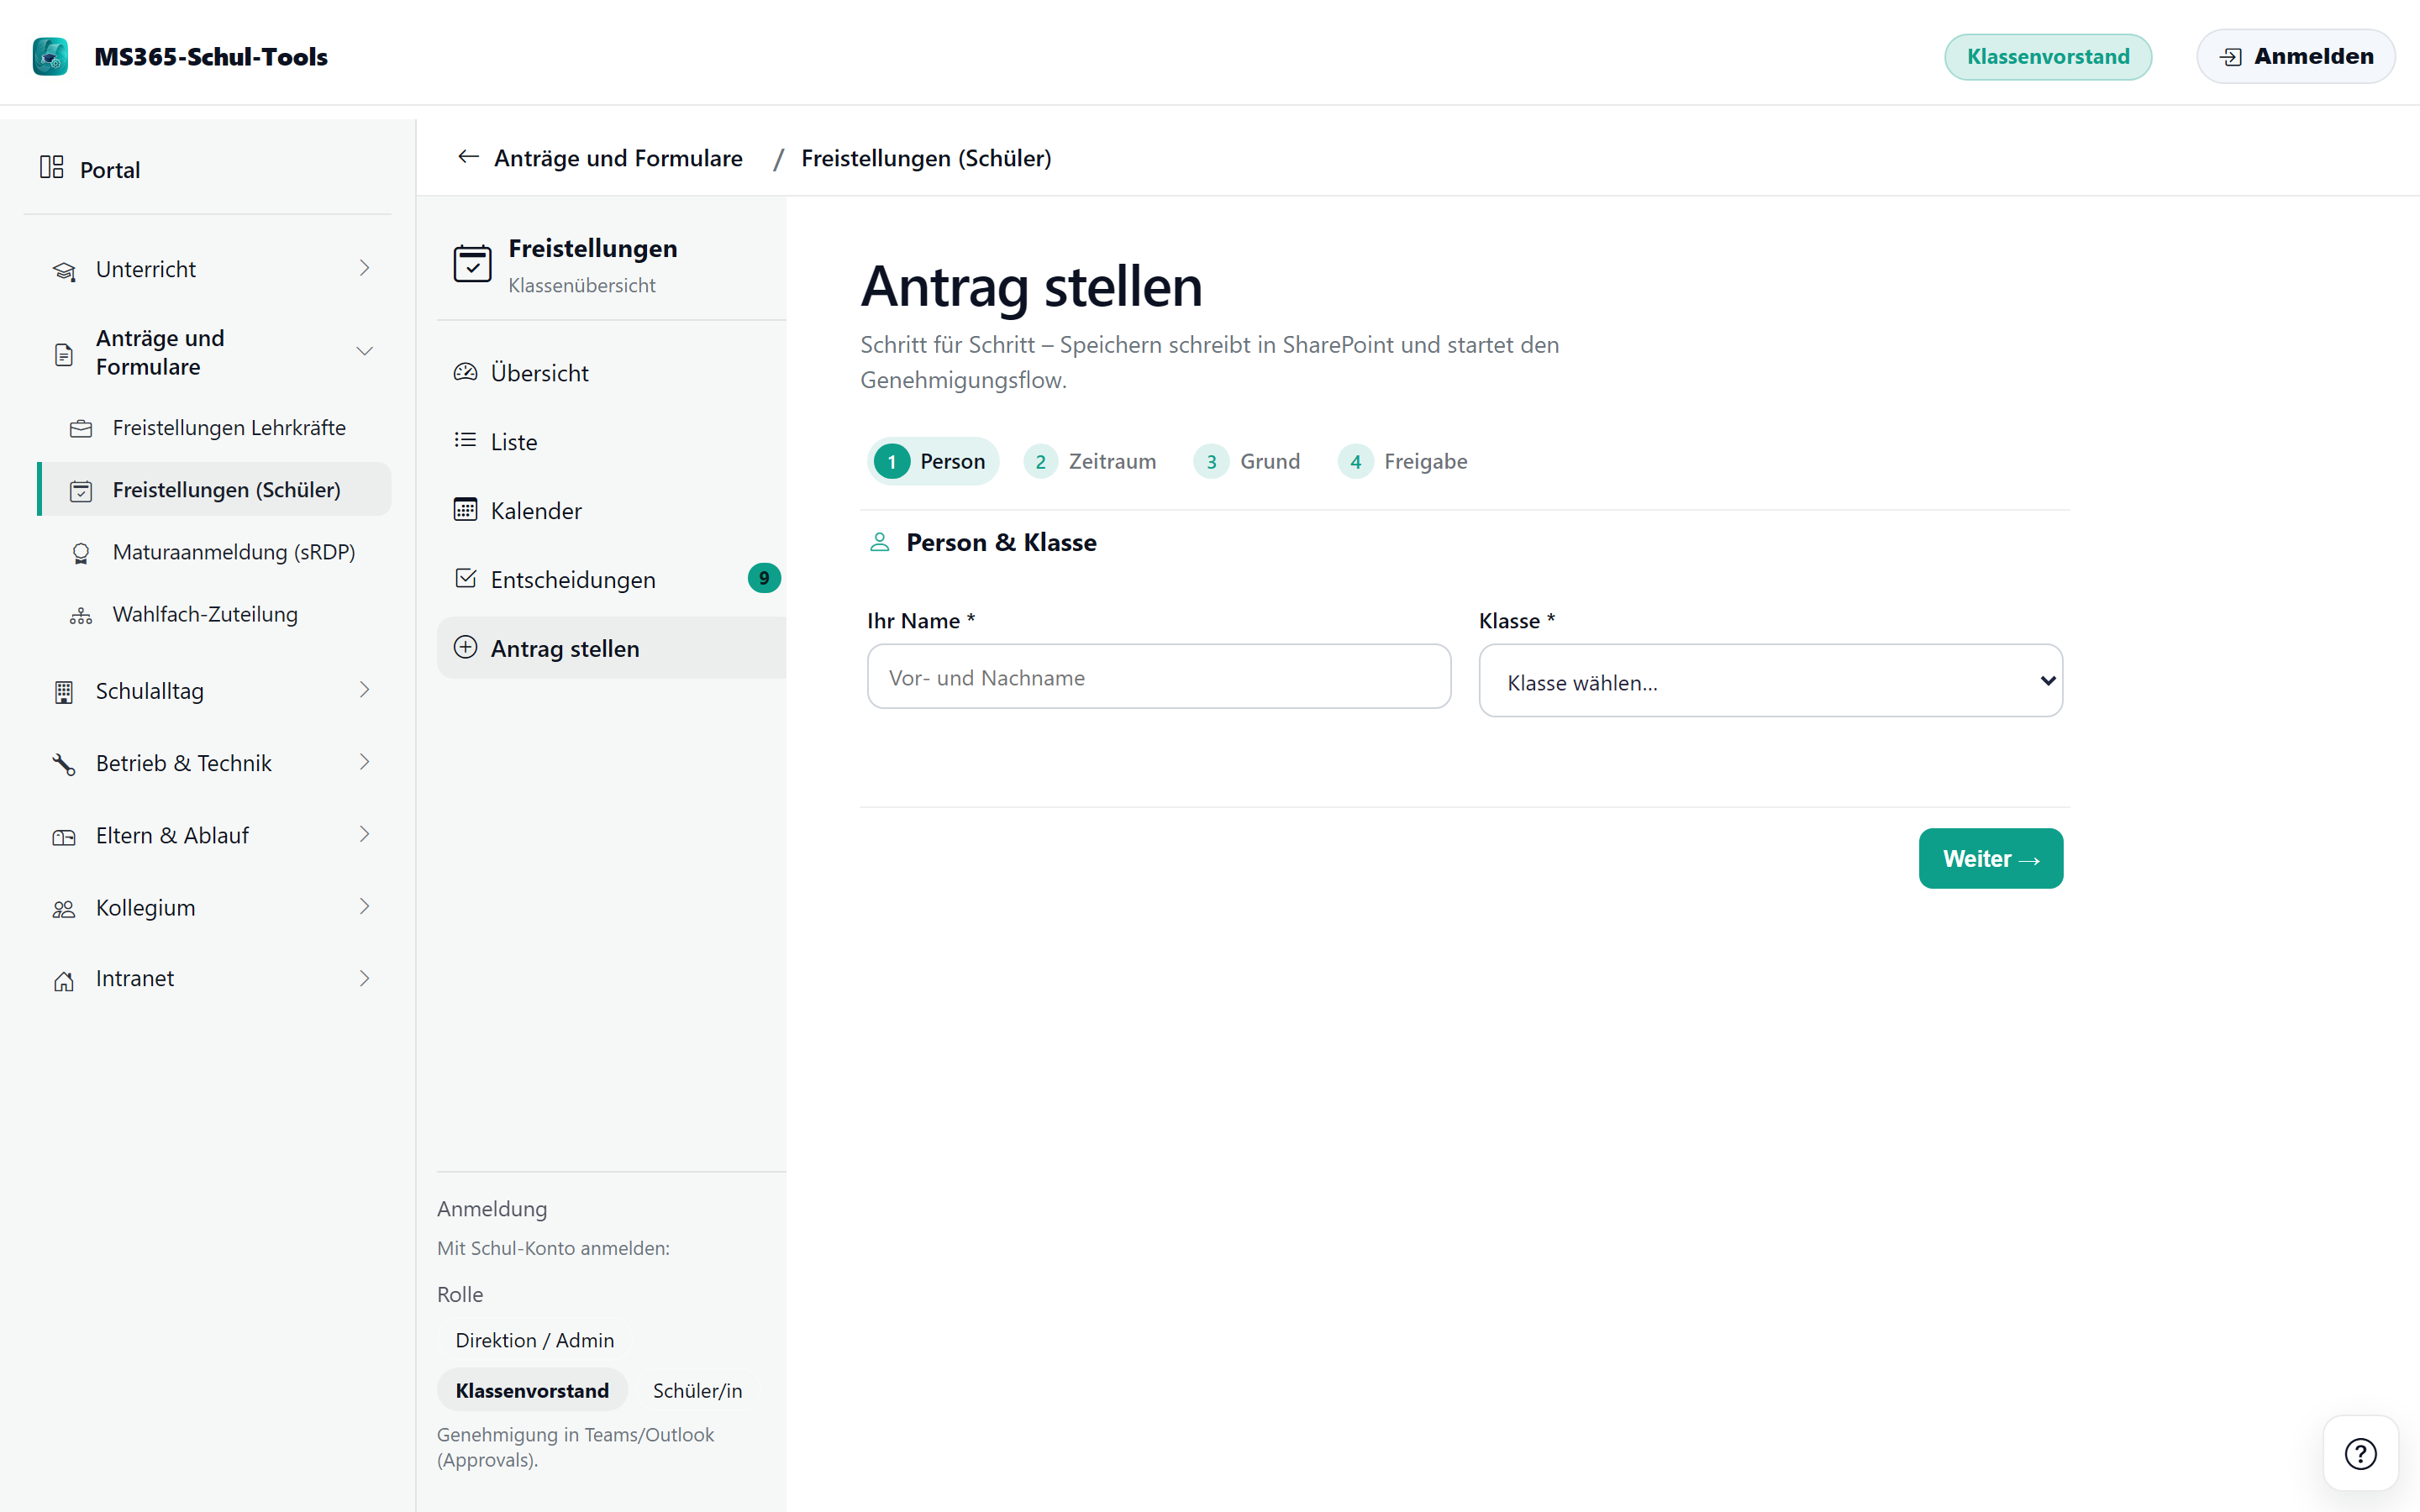 MS365-Schul-Tools
Klassenvorstand
Anmelden
Portal
Unterricht
Anträge und
Formulare
Freistellungen Lehrkräfte
Freistellungen (Schüler)
Maturaanmeldung (sRDP)
Wahlfach-Zuteilung
Schulalltag
Betrieb & Technik
Eltern & Ablauf
Kollegium
Intranet
Anträge und Formulare / Freistellungen (Schüler)
Freistellungen
Klassenübersicht
Übersicht
Liste
Kalender
Entscheidungen 9
Antrag stellen
Anmeldung
Mit Schul-Konto anmelden:
Rolle
Direktion / Admin
Klassenvorstand Schüler/in
Genehmigung in Teams/Outlook
(Approvals).
Antrag stellen
Schritt für Schritt – Speichern schreibt in SharePoint und startet den
Genehmigungsflow.
1 Person 2 Zeitraum 3 Grund 4 Freigabe
Person & Klasse
Ihr Name * Klasse *
Vor- und Nachname Klasse wählen...
Weiter →
?